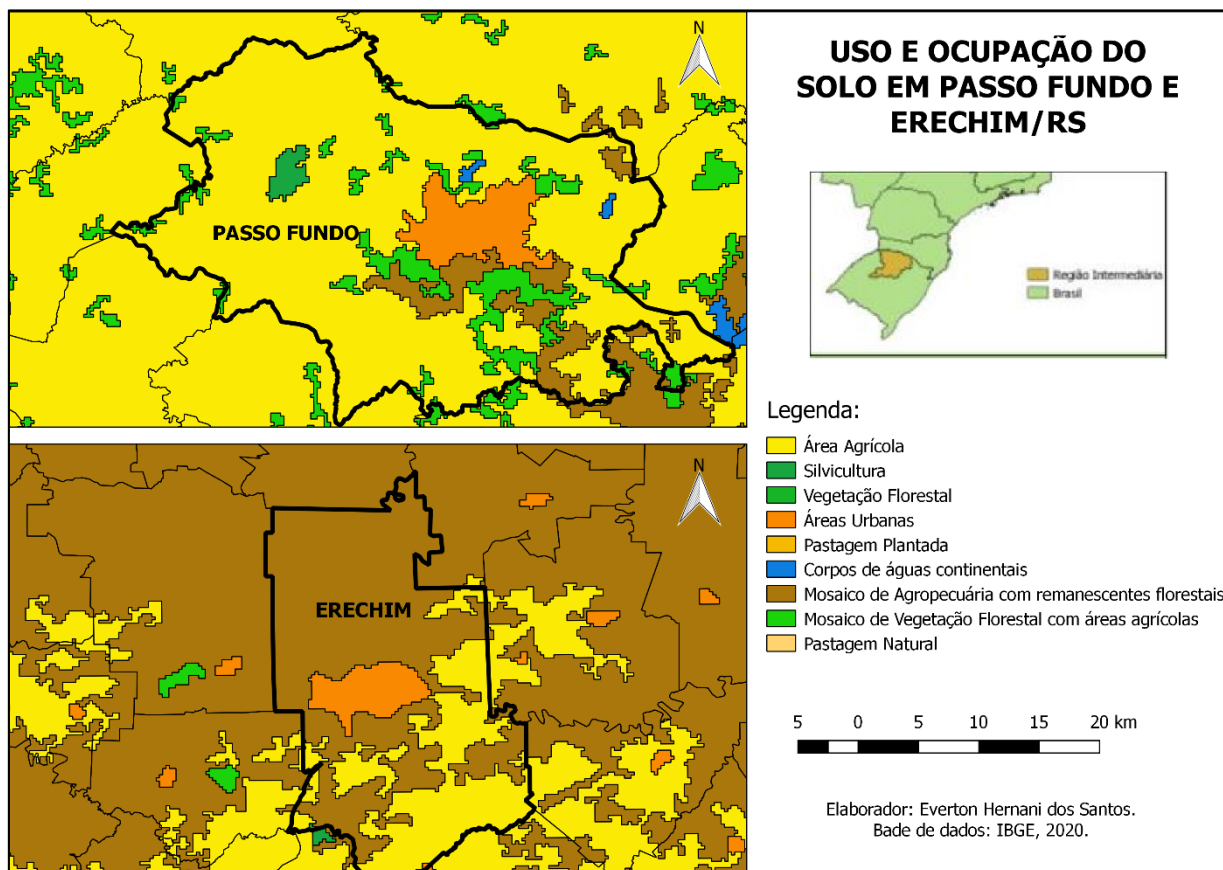 USO E OCUPAÇÃO DO
SOLO EM PASSO FUNDO E
ERECHIM/RS
N
PASSO FUNDO
Região Intermediária
Brasil
Legenda:
Área Agrícola
Silvicultura
Vegetação Florestal
Áreas Urbanas
Pastagem Plantada
Corpos de águas continentais
Mosaico de Agropecuária com remanescentes florestais
Mosaico de Vegetação Florestal com áreas agrícolas
Pastagem Natural
N
ERECHIM
5 0 5 10 15 20 km
Elaborador: Everton Hernani dos Santos.
Bade de dados: IBGE, 2020.